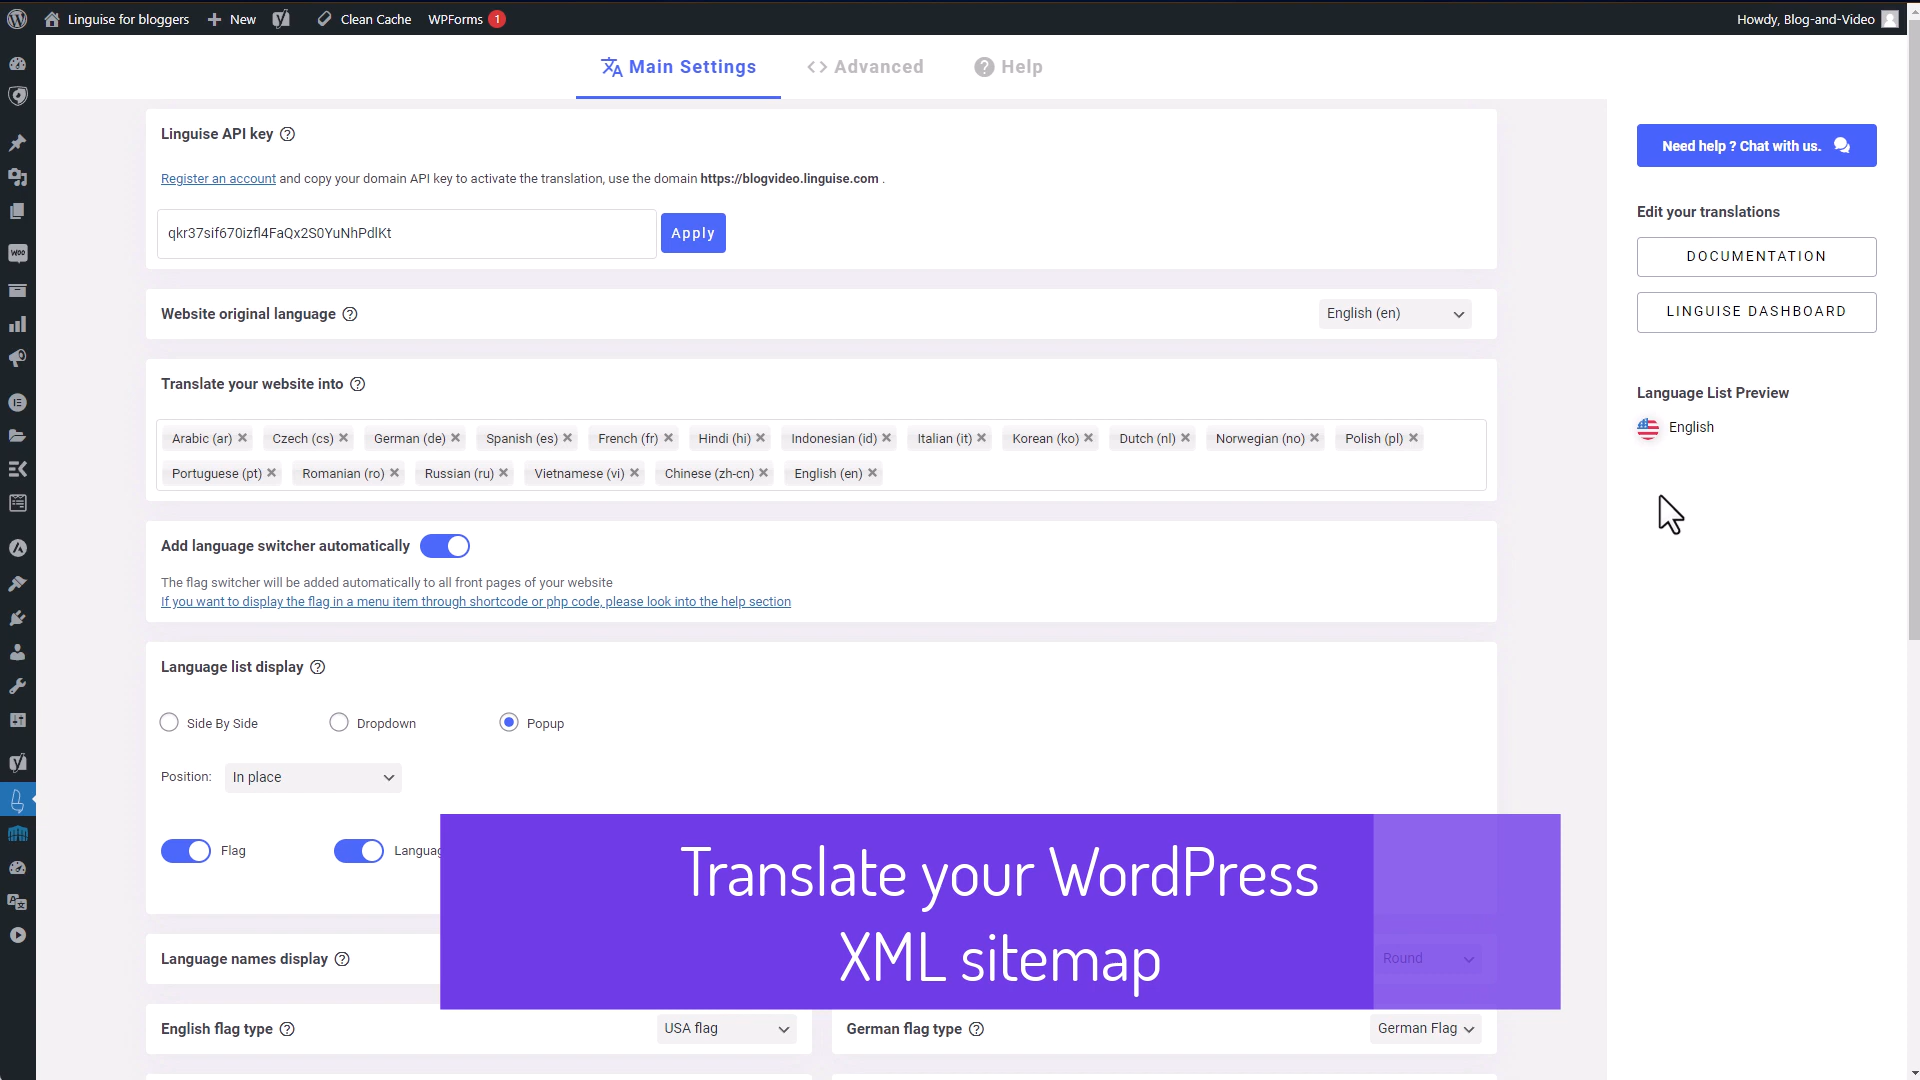 Linguise for bloggers New Clean Cache WPForms 1 Howdy, Blog-and-Video
Main Settings Advanced Help
Linguise API key
Register an account and copy your domain API key to activate the translation, use the domain https://blogvideo.linguise.com .
qkr37sif670izfl4FaQx2S0YuNhPdlKt Apply
Website original language English (en)
Translate your website into
Arabic (ar) Czech (cs) German (de) Spanish (es) French (fr) Hindi (hi) Indonesian (id) Italian (it) Korean (ko) Dutch (nl) Norwegian (no) Polish (pl)
Portuguese (pt) Romanian (ro) Russian (ru) Vietnamese (vi) Chinese (zh-cn) English (en)
Add language switcher automatically
The flag switcher will be added automatically to all front pages of your website
If you want to display the flag in a menu item through shortcode or php code, please look into the help section
Language list display
Side By Side Dropdown Popup
Position: In place
Flag
Translate your WordPress
XML sitemap
Language names display Round
English flag type USA flag German flag type German Flag
Need help ? Chat with us.
Edit your translations
DOCUMENTATION
LINGUISE DASHBOARD
Language List Preview
English